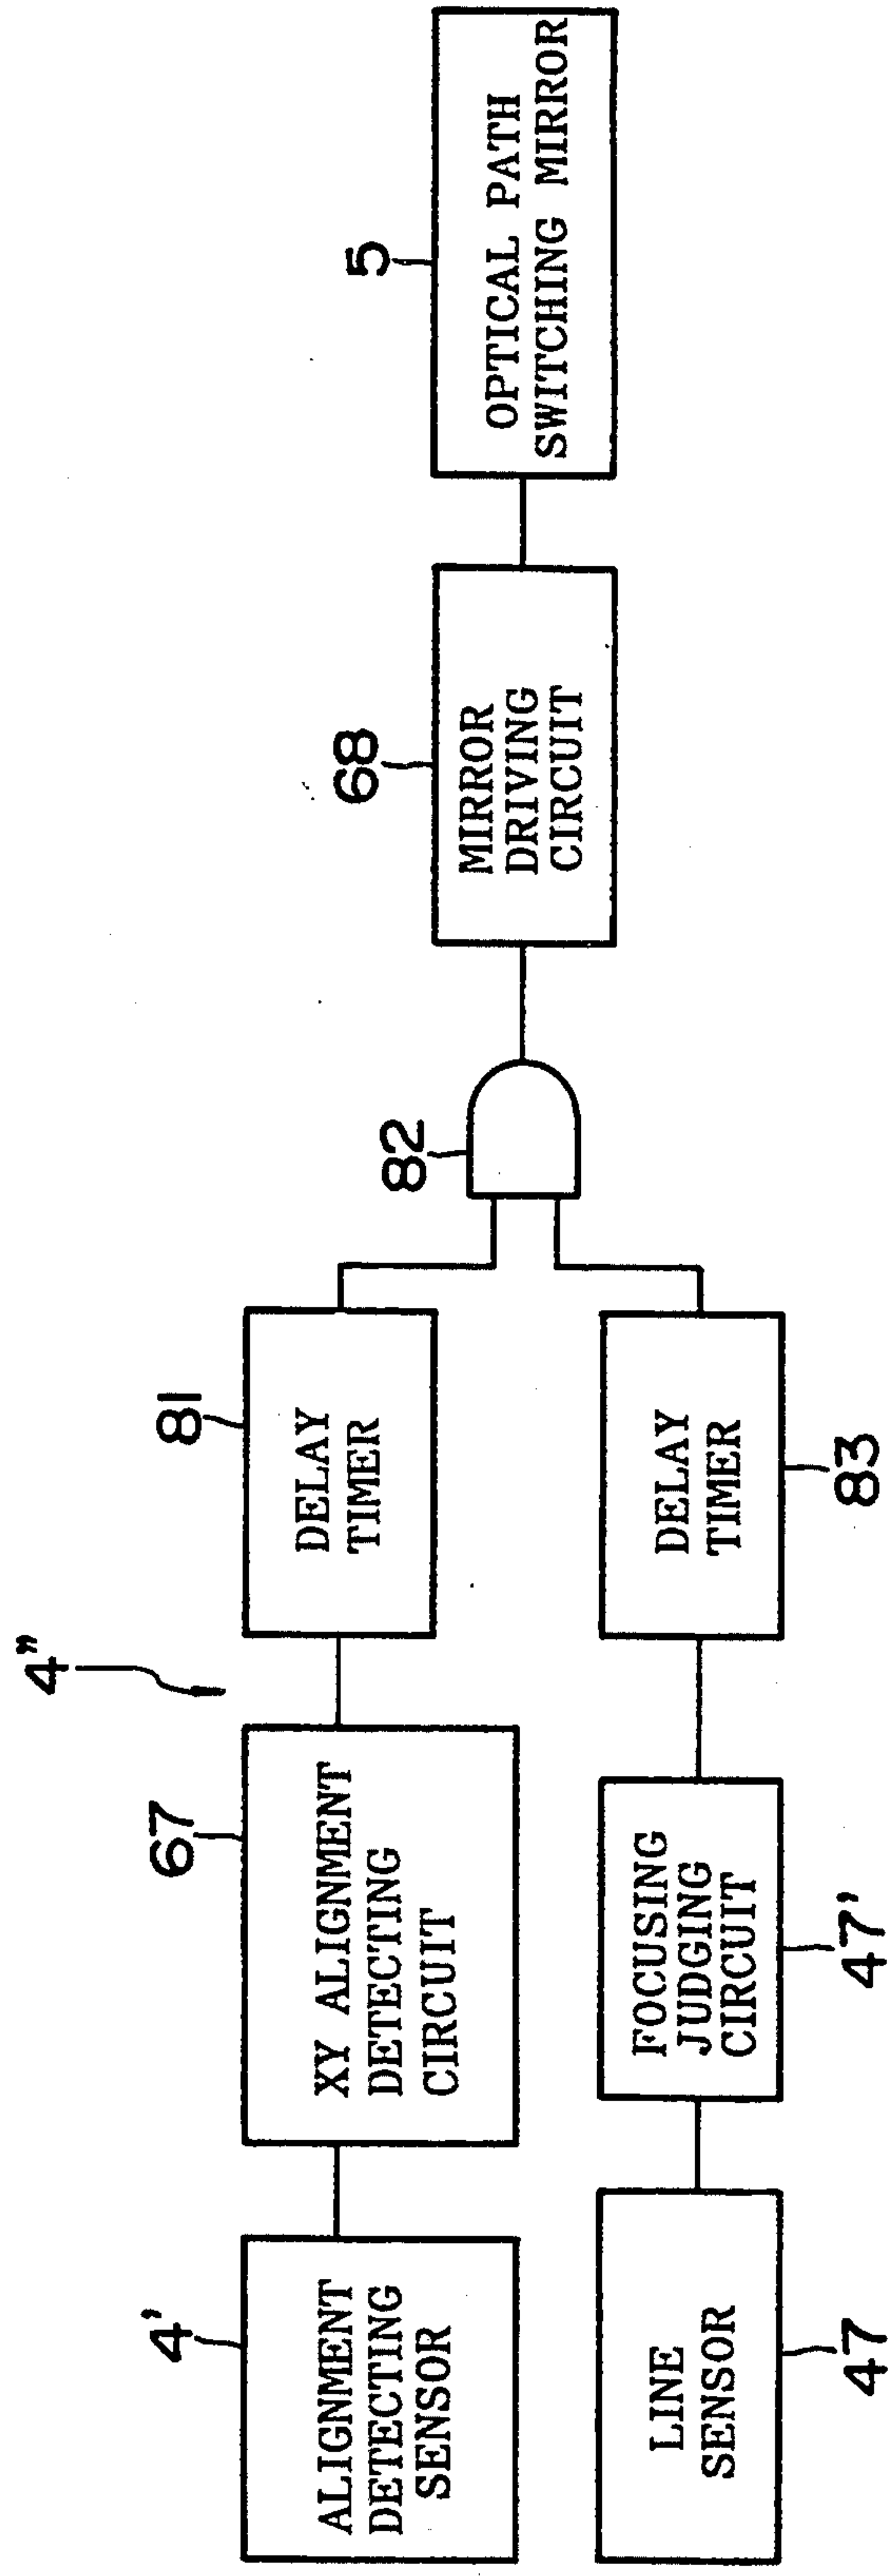 4"
4'
ALIGNMENT
DETECTING
SENSOR
67
XY ALIGNMENT
DETECTING
CIRCUIT
81
DELAY
TIMER
82
68
MIRROR
DRIVING
CIRCUIT
5
OPTICAL PATH
SWITCHING MIRROR
LINE
SENSOR
47
FOCUSING
JUDGING
CIRCUIT
47'
DELAY
TIMER
83